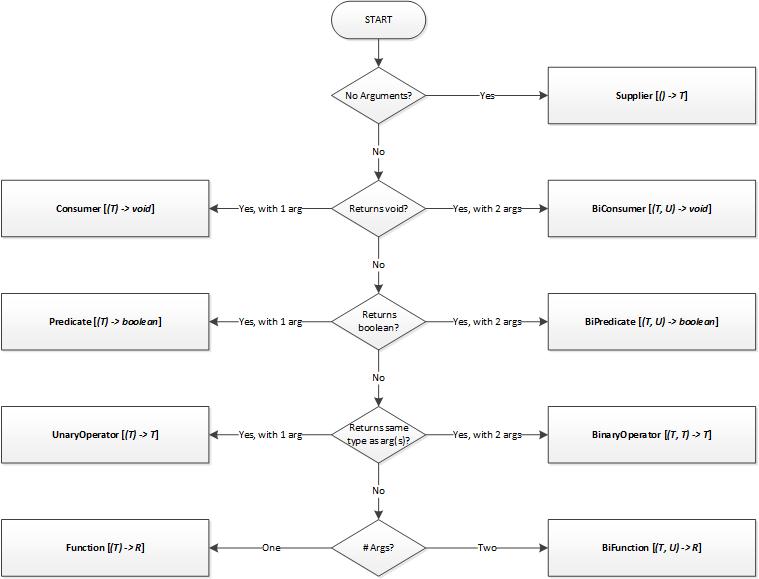 START
No Arguments?
Yes
Supplier [() -> T]
No
Consumer [(T) -> void]
Yes, with 1 arg
Returns void?
Yes, with 2 args
BiConsumer [(T, U) -> void]
No
Predicate [(T) -> boolean]
Yes, with 1 arg
Returns
boolean?
Yes, with 2 args
BiPredicate [(T, U) -> boolean]
No
UnaryOperator [(T) -> T]
Yes, with 1 arg
Returns same
type as arg(s)?
Yes, with 2 args
BinaryOperator [(T, T) -> T]
No
Function [(T) -> R]
One
# Args?
Two
BiFunction [(T, U) -> R]